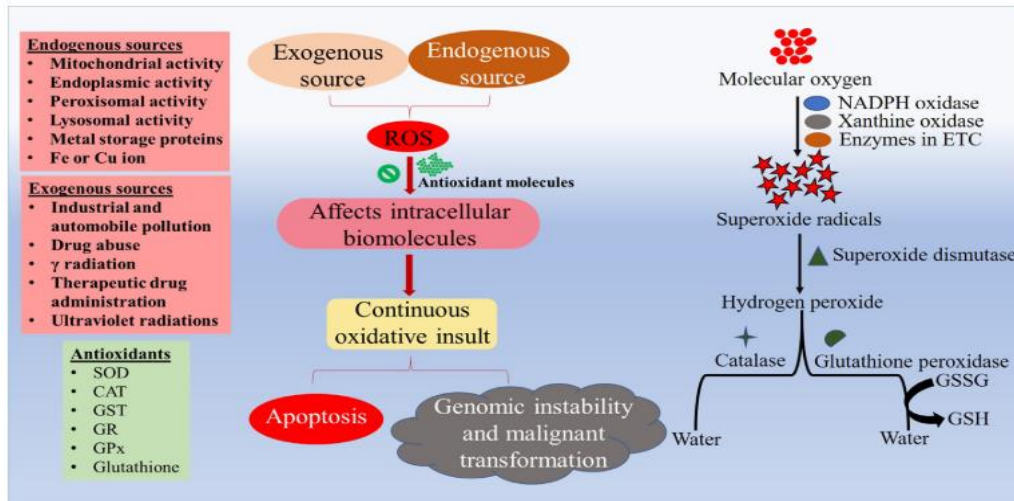 Endogenous sources
• Mitochondrial activity
• Endoplasmic activity
• Peroxisomal activity
• Lysosomal activity
• Metal storage proteins
• Fe or Cu ion
Exogenous sources
• Industrial and
automobile pollution
• Drug abuse
• γ radiation
• Therapeutic drug
administration
• Ultraviolet radiations
Antioxidants
• SOD
• CAT
• GST
• GR
• GPx
• Glutathione
Exogenous
source
Endogenous
source
ROS
Antioxidant molecules
Affects intracellular
biomolecules
Continuous
oxidative insult
Apoptosis
Genomic instability
and malignant
transformation
Molecular oxygen
NADPH oxidase
Xanthine oxidase
Enzymes in ETC
Superoxide radicals
Superoxide dismutase
Hydrogen peroxide
Catalase
Glutathione peroxidase
GSSG
GSH
Water
Water